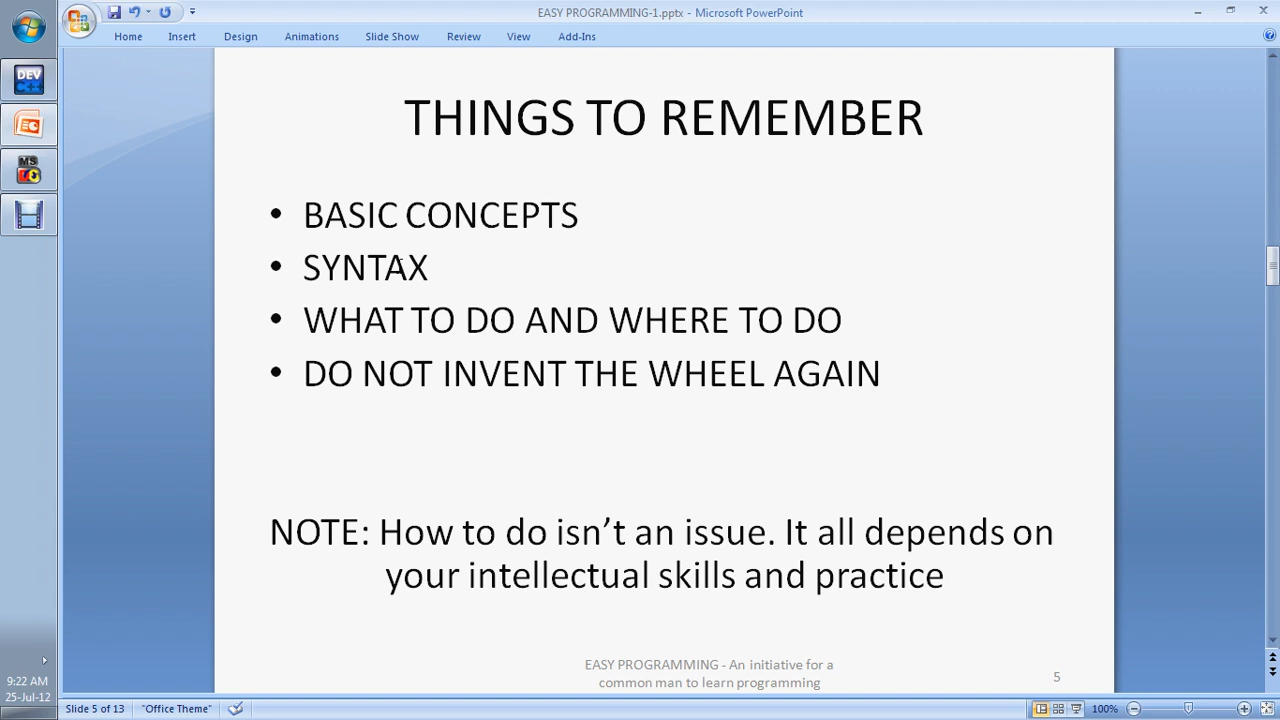 EASY PROGRAMMING-1.pptx - Microsoft PowerPoint
Home Insert Design Animations Slide Show Review View Add-Ins
DEV
C++
MS
THINGS TO REMEMBER
• BASIC CONCEPTS
• SYNTAX
• WHAT TO DO AND WHERE TO DO
• DO NOT INVENT THE WHEEL AGAIN
NOTE: How to do isn’t an issue. It all depends on
your intellectual skills and practice
EASY PROGRAMMING - An initiative for a
common man to learn programming
5
9:22 AM
25-Jul-12
Slide 5 of 13 "Office Theme" 100%